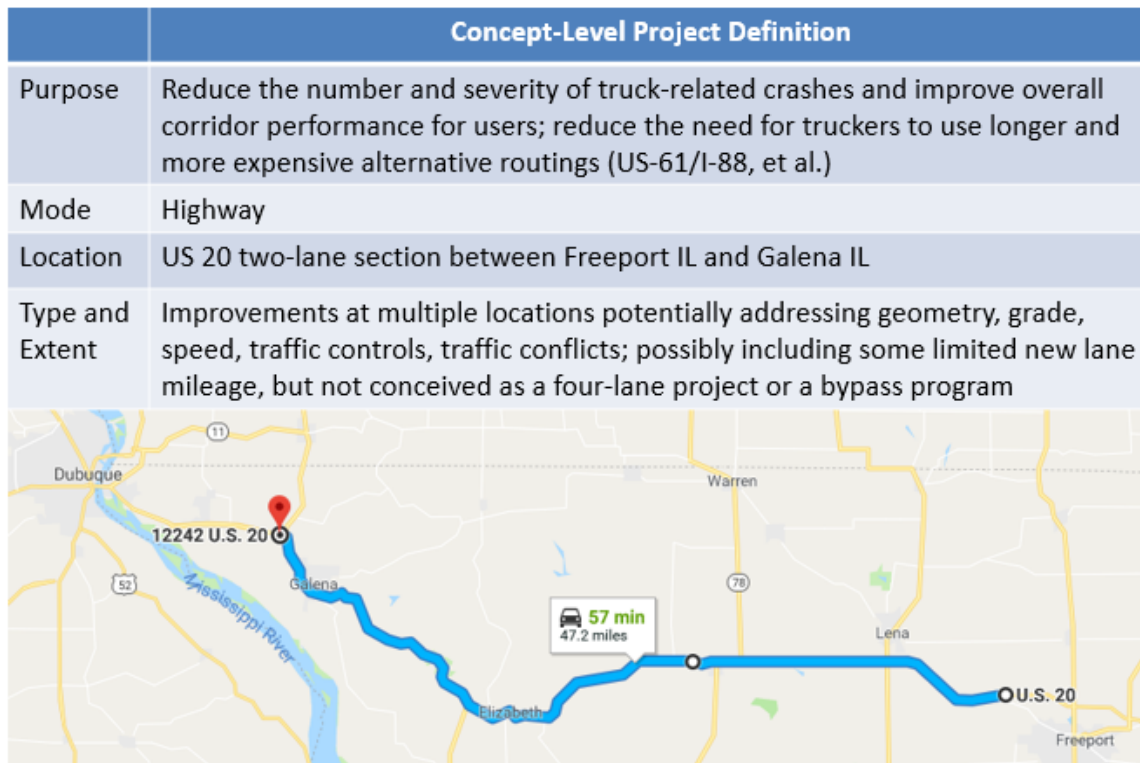 Concept-Level Project Definition
Purpose
Reduce the number and severity of truck-related crashes and improve overall
corridor performance for users; reduce the need for truckers to use longer and
more expensive alternative routings (US-61/I-88, et al.)
Mode
Highway
Location
US 20 two-lane section between Freeport IL and Galena IL
Type and
Extent
Improvements at multiple locations potentially addressing geometry, grade,
speed, traffic controls, traffic conflicts; possibly including some limited new lane
mileage, but not conceived as a four-lane project or a bypass program
11
Dubuque
Warren
12242 U.S. 20
52
Galena
78
Mississippi River
57 min
47.2 miles
Lena
U.S. 20
Elizabeth
Freeport